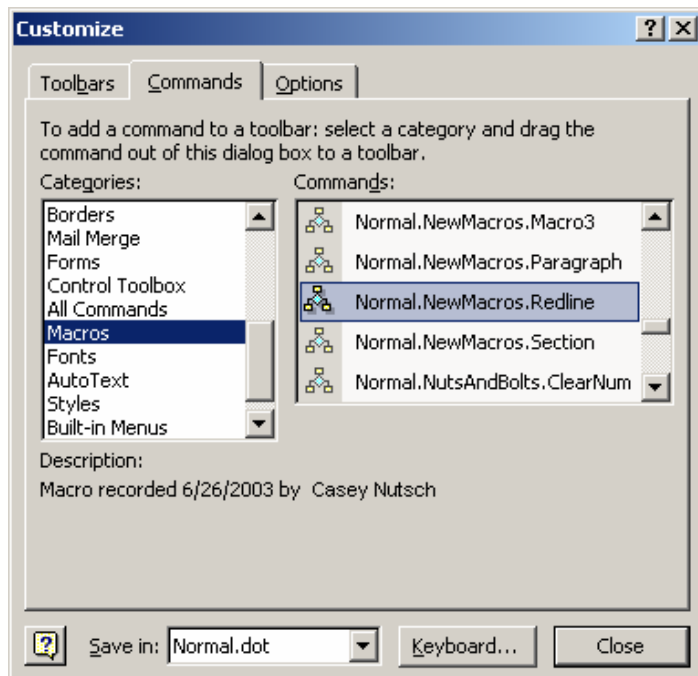 Customize
Toolbars Commands Options
To add a command to a toolbar: select a category and drag the
command out of this dialog box to a toolbar.
Categories:
Borders
Mail Merge
Forms
Control Toolbox
All Commands
Macros
Fonts
AutoText
Styles
Built-in Menus
Commands:
Normal.NewMacros.Macro3
Normal.NewMacros.Paragraph
Normal.NewMacros.Redline
Normal.NewMacros.Section
Normal.NutsAndBolts.ClearNum
Description:
Macro recorded 6/26/2003 by Casey Nutsch
Save in: Normal.dot Keyboard... Close